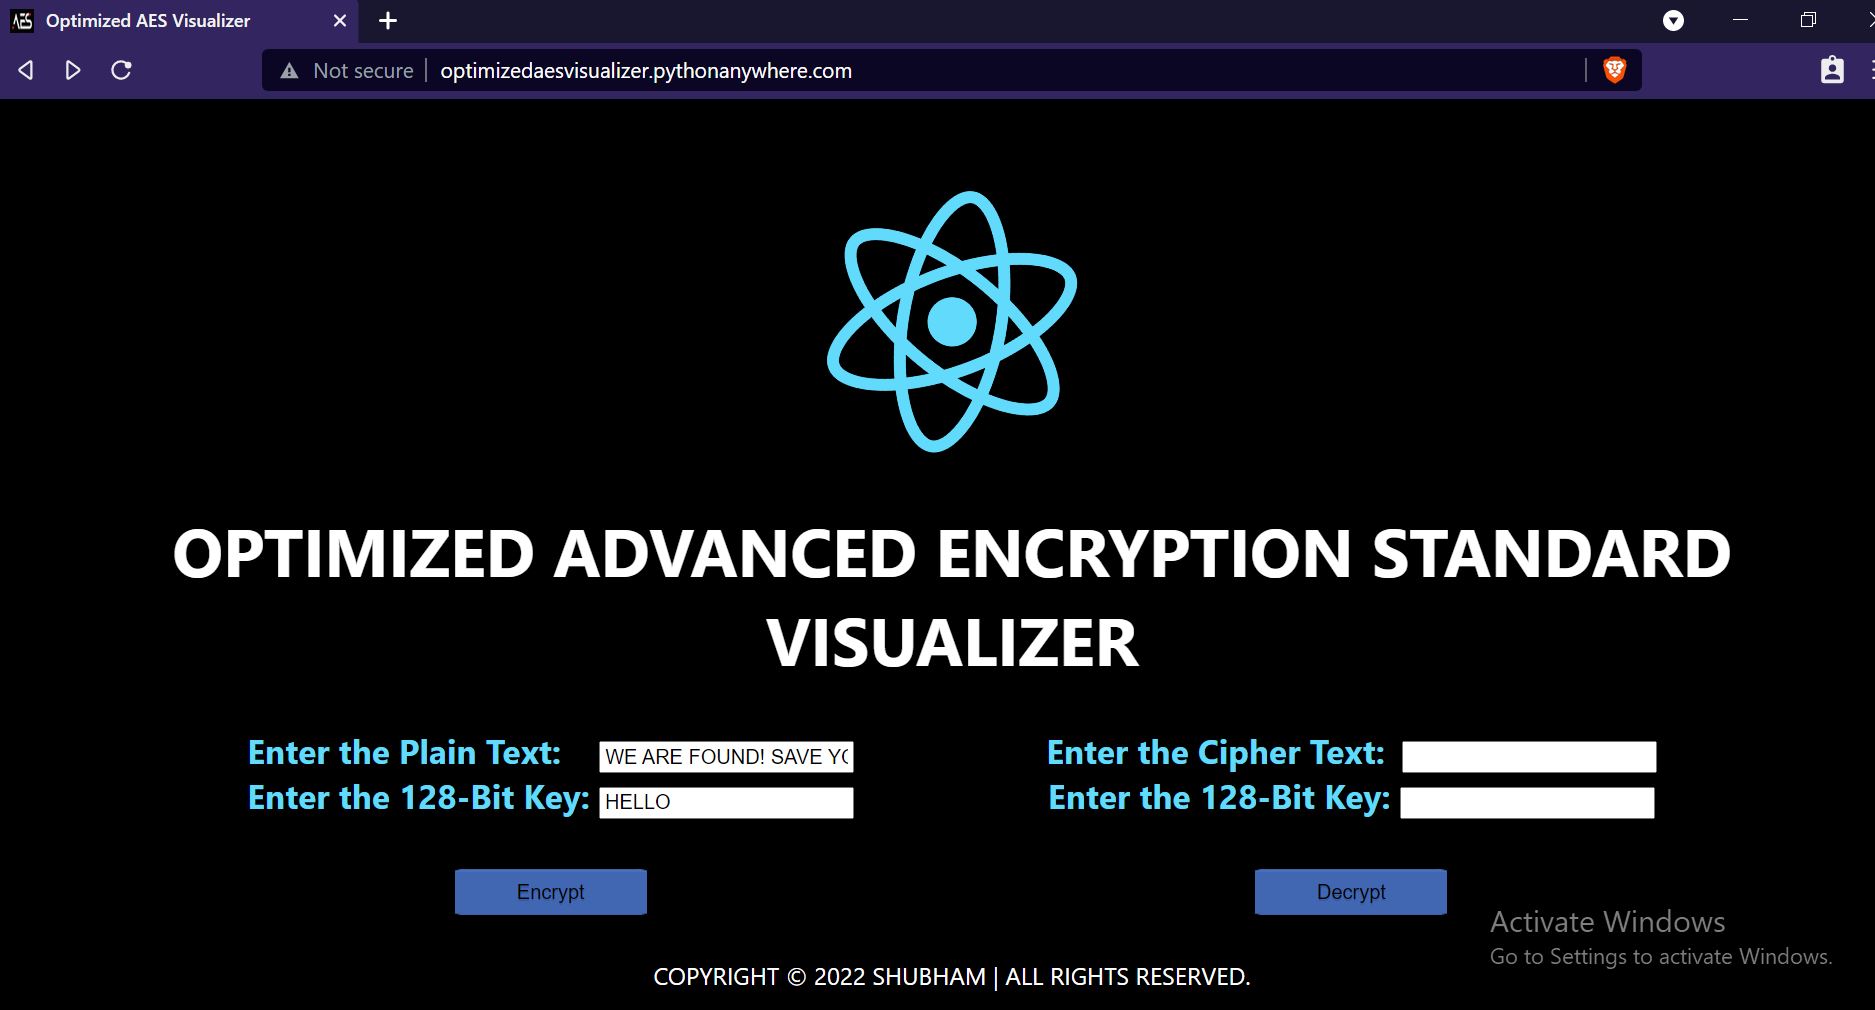 AES Optimized AES Visualizer
Not secure optimizedaesvisualizer.pythonanywhere.com
OPTIMIZED ADVANCED ENCRYPTION STANDARD
VISUALIZER
Enter the Plain Text: WE ARE FOUND! SAVE
Enter the 128-Bit Key: HELLO
Enter the Cipher Text:
Enter the 128-Bit Key:
Encrypt
Decrypt
Activate Windows
Go to Settings to activate Windows.
COPYRIGHT © 2022 SHUBHAM | ALL RIGHTS RESERVED.